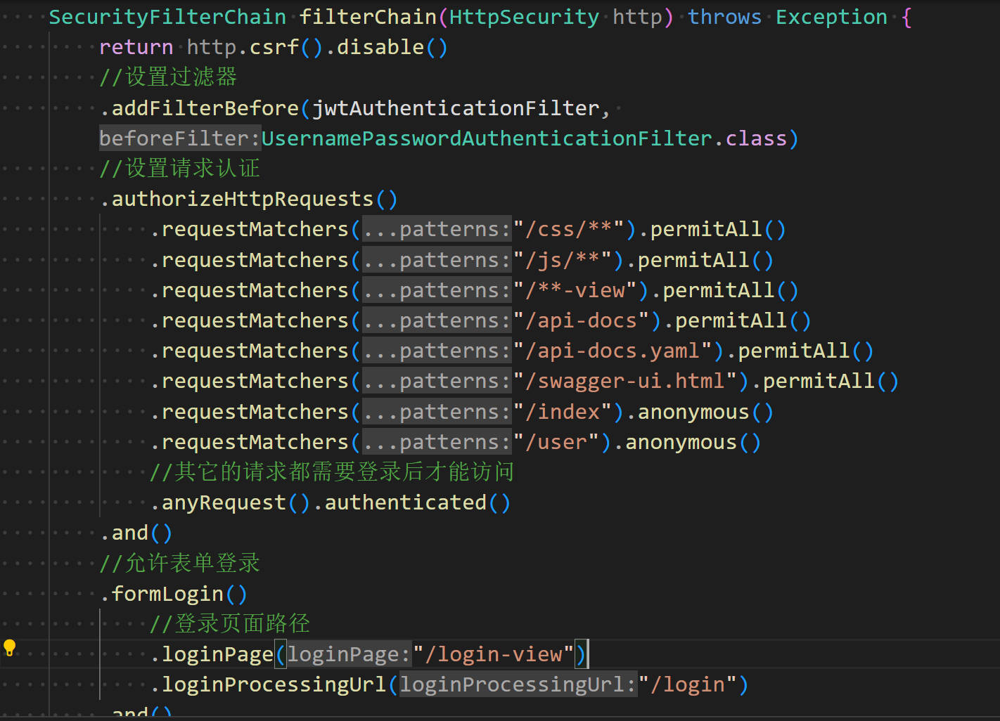 SecurityFilterChain filterChain(HttpSecurity http) throws Exception {
return http.csrf().disable()
//设置过滤器
.addFilterBefore(jwtAuthenticationFilter,
beforeFilter:UsernamePasswordAuthenticationFilter.class)
//设置请求认证
.authorizeHttpRequests()
.requestMatchers(...patterns:"/css/**").permitAll()
.requestMatchers(...patterns:"/js/**").permitAll()
.requestMatchers(...patterns:"/**-view").permitAll()
.requestMatchers(...patterns:"/api-docs").permitAll()
.requestMatchers(...patterns:"/api-docs.yaml").permitAll()
.requestMatchers(...patterns:"/swagger-ui.html").permitAll()
.requestMatchers(...patterns:"/index").anonymous()
.requestMatchers(...patterns:"/user").anonymous()
//其它的请求都需要登录后才能访问
.anyRequest().authenticated()
.and()
//允许表单登录
.formLogin()
//登录页面路径
.loginPage(loginPage:"/login-view")
.loginProcessingUrl(loginProcessingUrl:"/login")
.and()